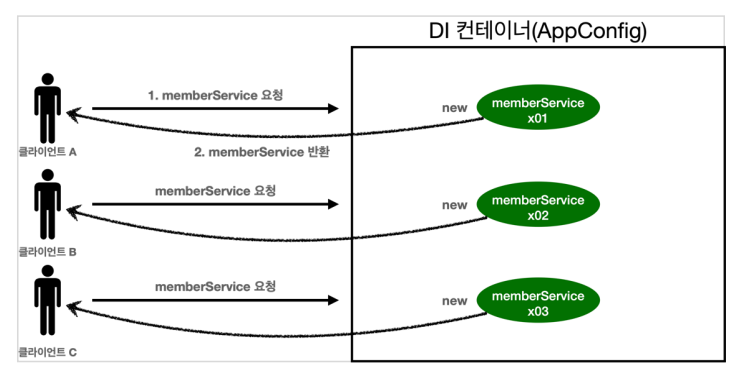 DI 컨테이너(AppConfig)
1. memberService 요청
new
memberService
x01
클라이언트 A
2. memberService 반환
memberService 요청
new
memberService
x02
클라이언트 B
memberService 요청
new
memberService
x03
클라이언트 C